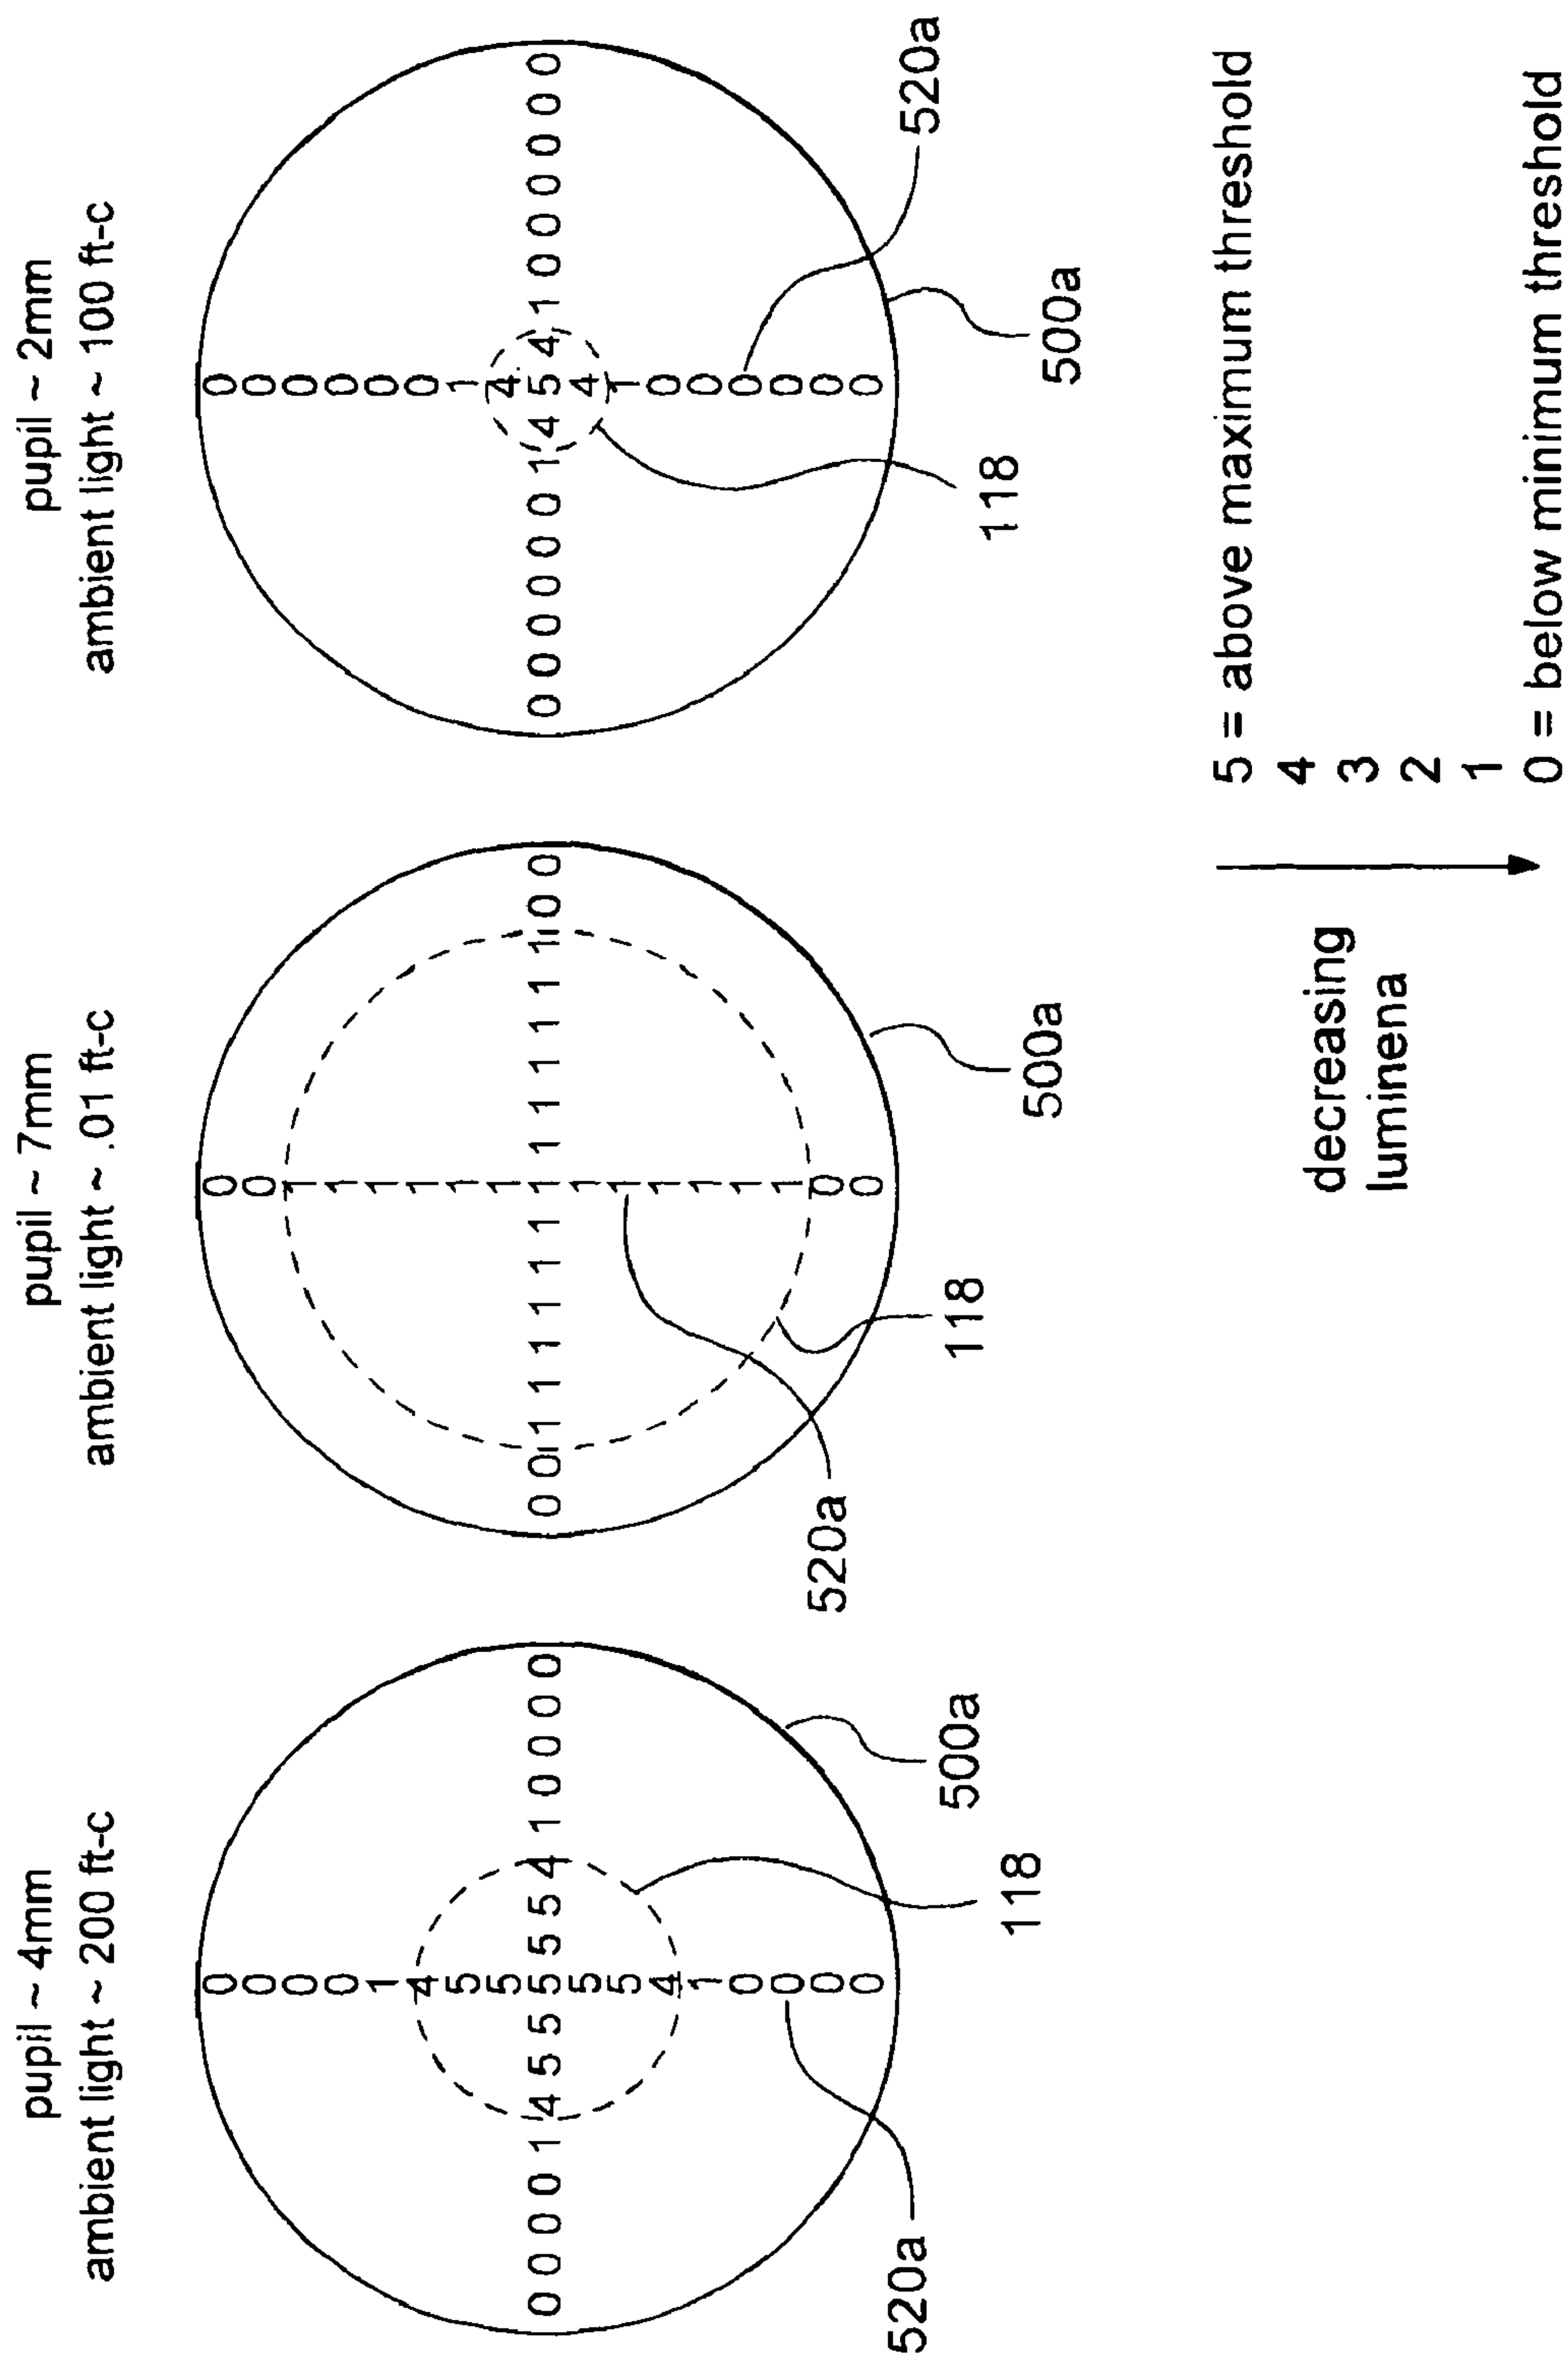 pupil ~ 4mm
ambient light ~ 200 ft-c
0 0 0 0 1 4 5 5 5 5 5 4 1 0 0 0 0
0 0 0 0 1 4 5 5 5 5 5 4 1 0 0 0 0
520a
118
500a
pupil ~ 7mm
ambient light ~ .01 ft-c
0 0 1 1 1 1 1 1 1 1 1 1 1 1 1 0 0
0 0 1 1 1 1 1 1 1 1 1 1 1 1 1 0 0
520a
118
500a
pupil ~ 2mm
ambient light ~ 100 ft-c
0 0 0 0 0 0 1 4 5 4 1 0 0 0 0 0 0
0 0 0 0 0 0 1 4 5 4 1 0 0 0 0 0 0
118
500a
520a
decreasing
luminena
5 = above maximum threshold
4
3
2
1
0 = below minimum threshold